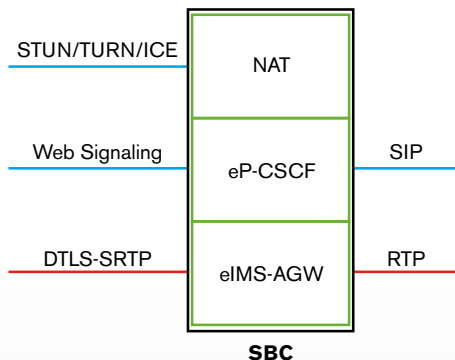 STUN/TURN/ICE
NAT
Web Signaling
eP-CSCF
SIP
DTLS-SRTP
eIMS-AGW
RTP
SBC